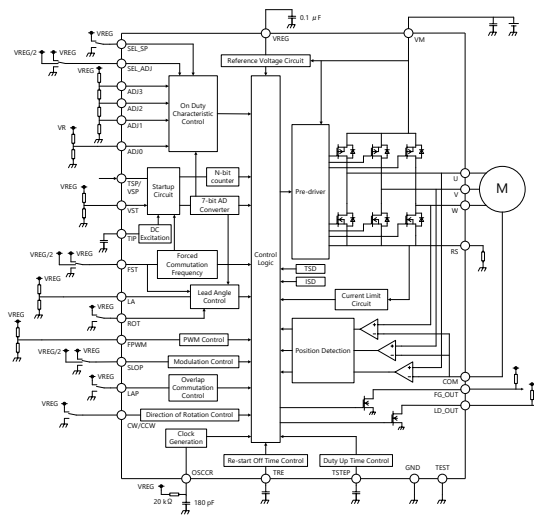 VREG
0.1 μF
VREG
VM
SEL_SP
Reference Voltage Circuit
VREG/2
VREG
SEL_ADJ
VREG
ADJ3
ADJ2
ADJ1
ADJ0
VR
On Duty
Characteristic
Control
N-bit
counter
TSP/
VSP
Startup
Circuit
7-bit AD
Converter
VREG
VST
DC
Excitation
TIP
VREG/2
VREG
FST
Forced
Commutation
Frequency
Control
Logic
Pre-driver
U
V
W
M
RS
TSD
ISD
VREG
LA
Lead Angle
Control
Current Limit
Circuit
VREG
ROT
VREG
FPWM
PWM Control
Position Detection
VREG/2
VREG
SLOP
Modulation Control
COM
VREG
LAP
Overlap
Commutation
Control
FG_OUT
LD_OUT
VREG
CW/CCW
Direction of Rotation Control
Clock
Generation
Re-start Off Time Control
Duty Up Time Control
OSCCR
TRE
TSTEP
GND
TEST
VREG
20 kΩ
180 pF